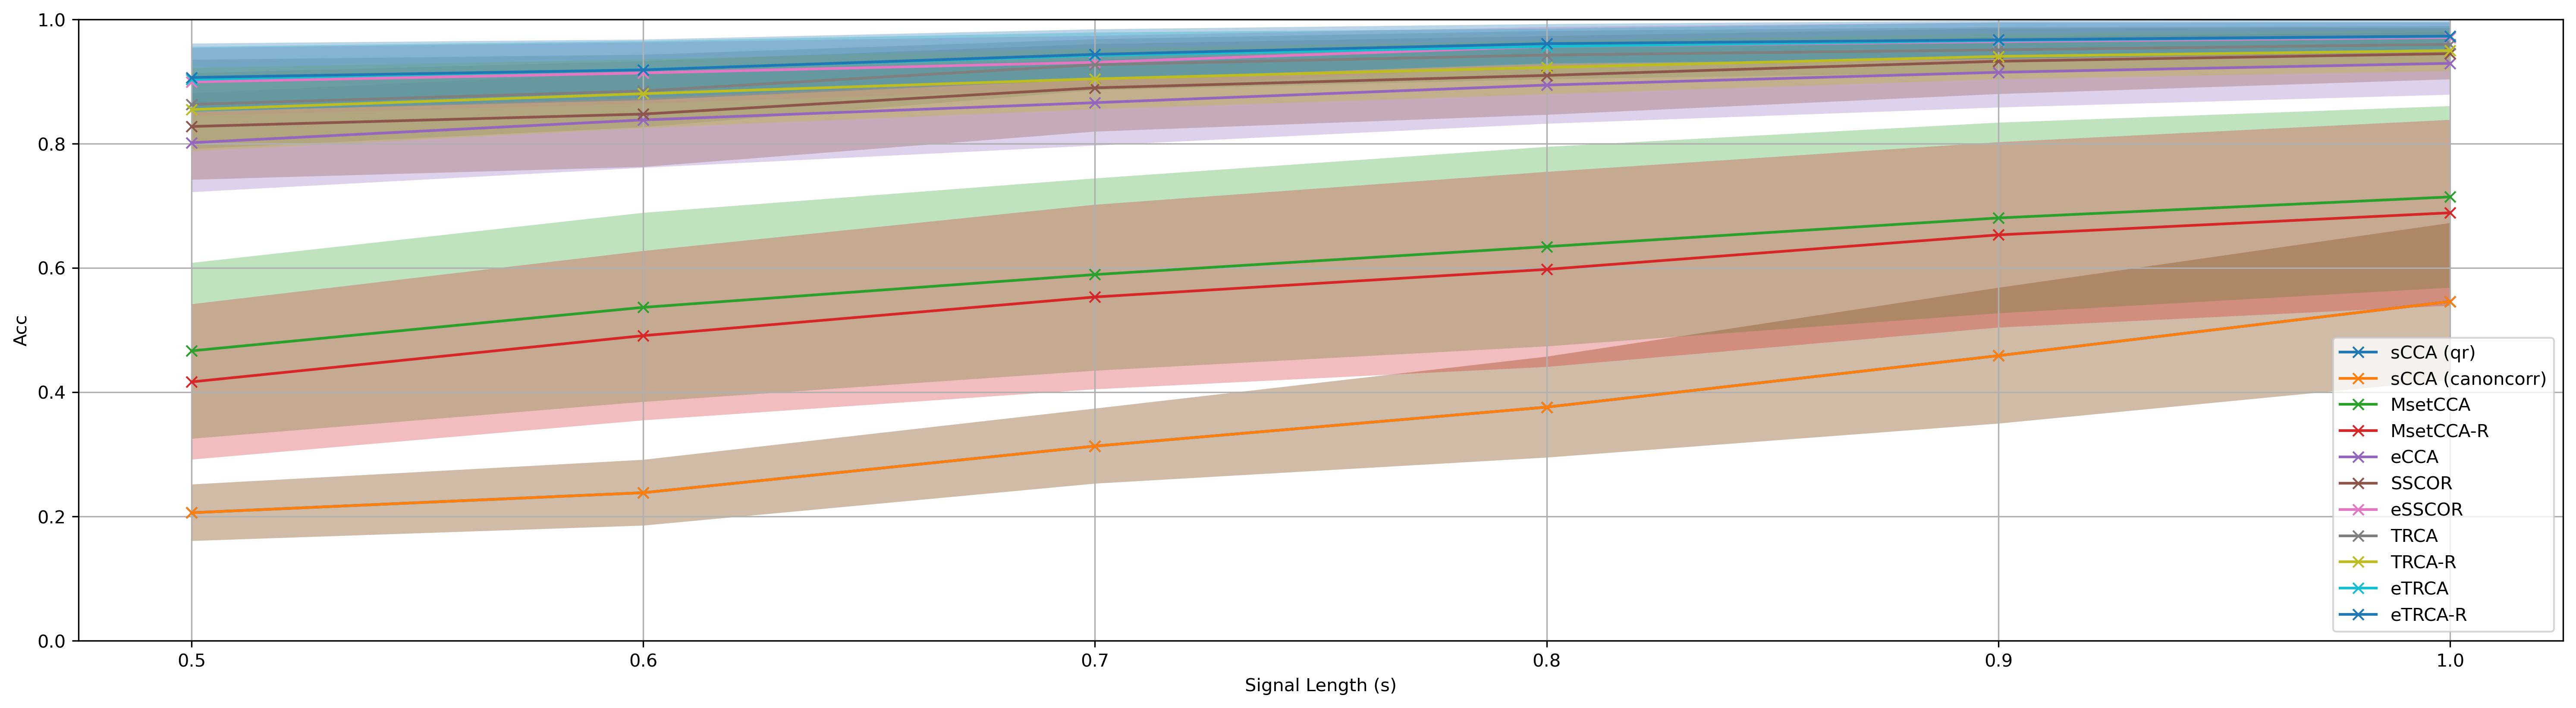 1.0
0.8
0.6
0.4
0.2
0.0
Acc
0.5
0.6
0.7
0.8
0.9
1.0
Signal Length (s)
sCCA (qr)
sCCA (canoncorr)
MsetCCA
MsetCCA-R
eCCA
SSCOR
eSSCOR
TRCA
TRCA-R
eTRCA
eTRCA-R